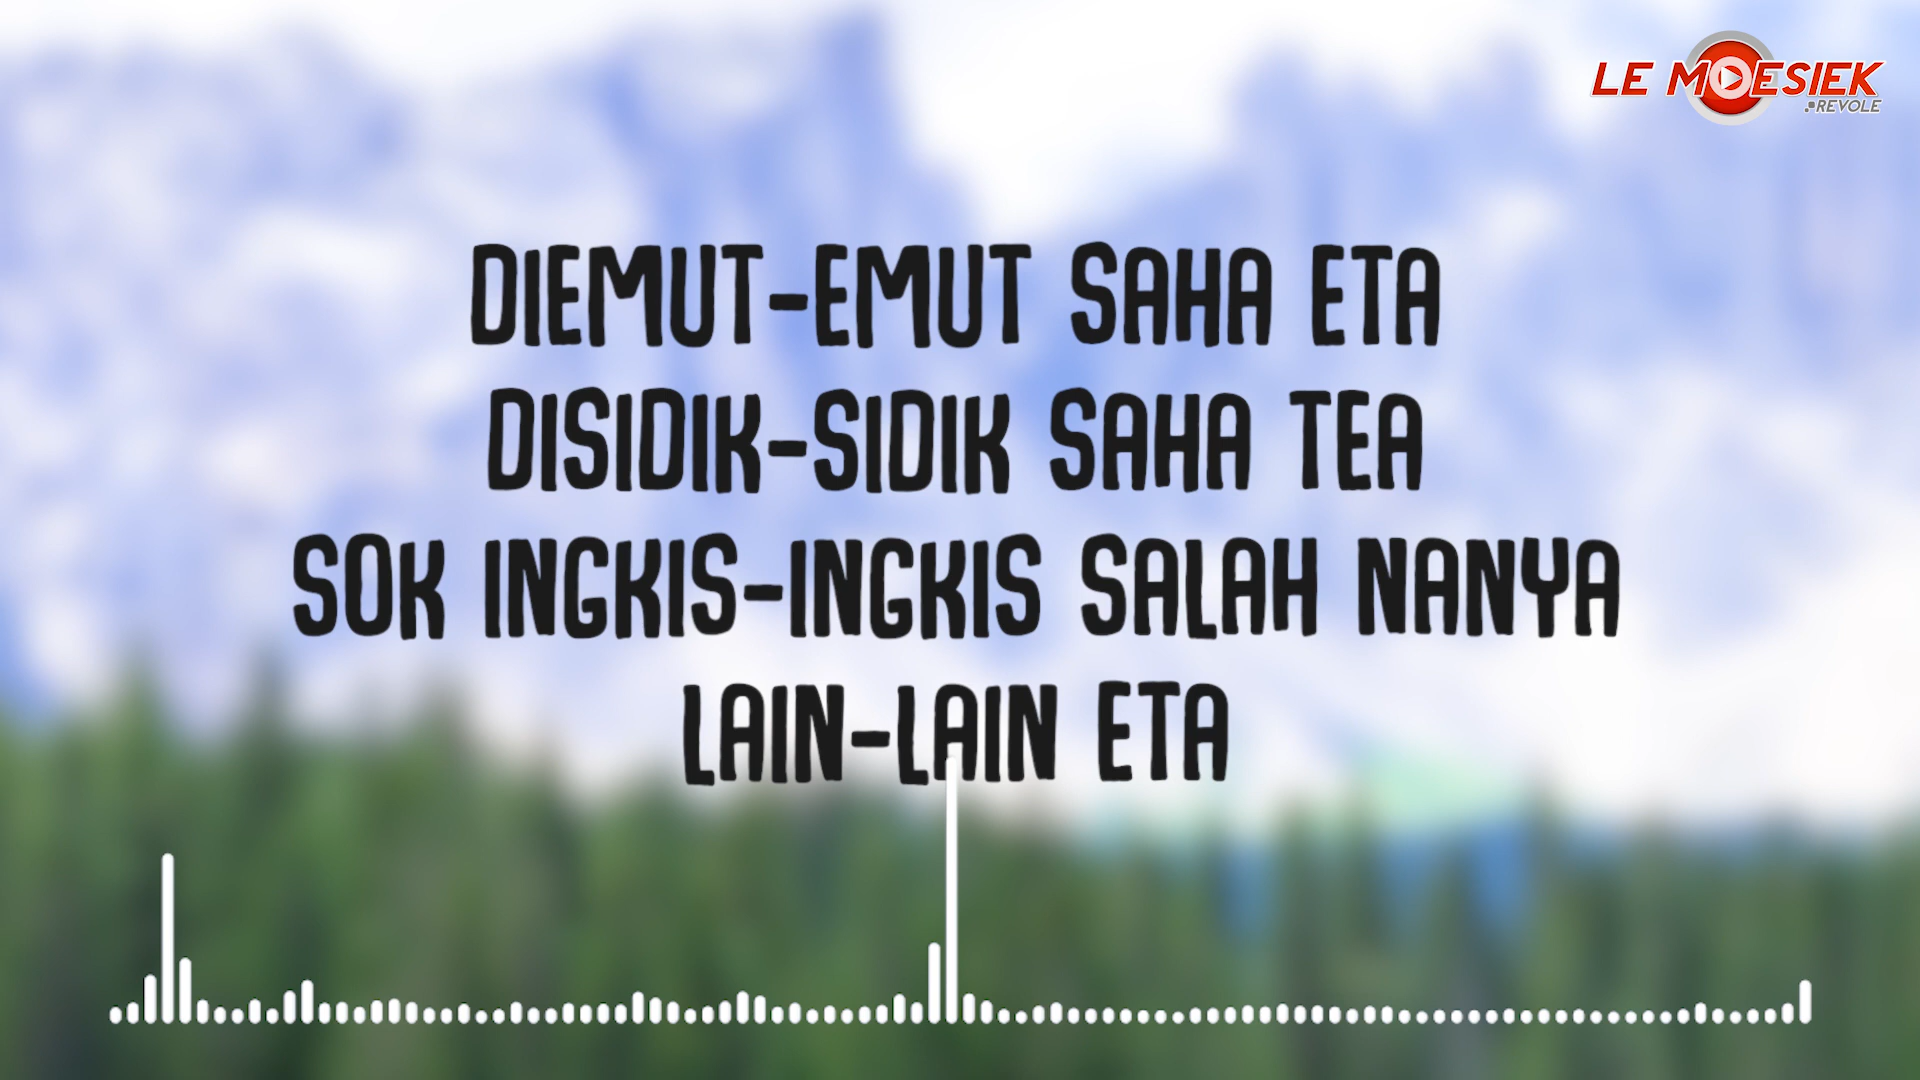 LE MOESIEK
REVOLE
DIEMUT-EMUT SAHA ETA
DISIDIK-SIDIK SAHA TEA
SOK INGKIS-INGKIS SALAH NANYA
LAIN-LAIN ETA